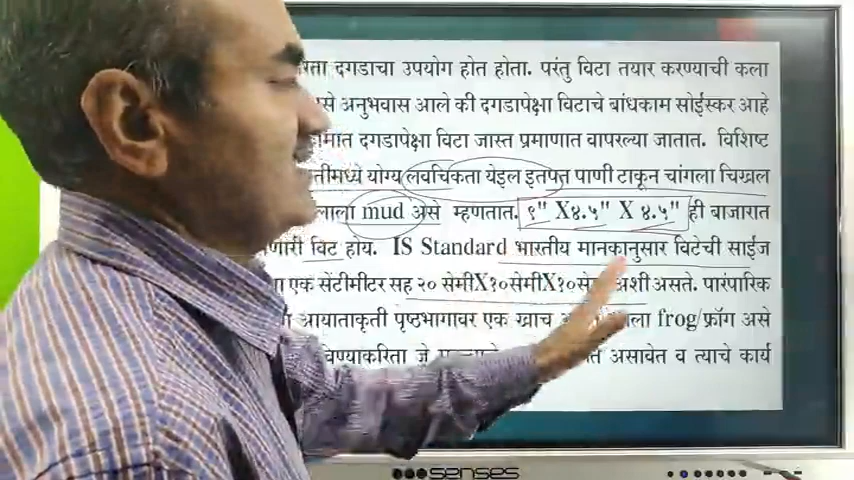 दगडाचा उपयोग होत होता. परंतु विटा तयार करण्याची कला
असे अनुभवास आले की दगडापेक्षा विटाचे बांधकाम सोईस्कर आहे
दगडापेक्षा विटा जास्त प्रमाणात वापरल्या जातात. विशिष्ट
योग्य लवचिकता येइल इतपत्त पाणी टाकून चांगला चिखल
mud असे म्हणतात. ९" X४.५" X ४.५" ही बाजारात
विट होय. IS Standard भारतीय मानकानुसार विटेची साईज
एक सेंटीमीटर सह २० सेमीX१०सेमीX१०से अशी असते. पारंपारिक
आयाताकृती पृष्ठभागावर एक खाच frog/फ्रॉग असे
जे असावेत व त्याचे कार्य
senses